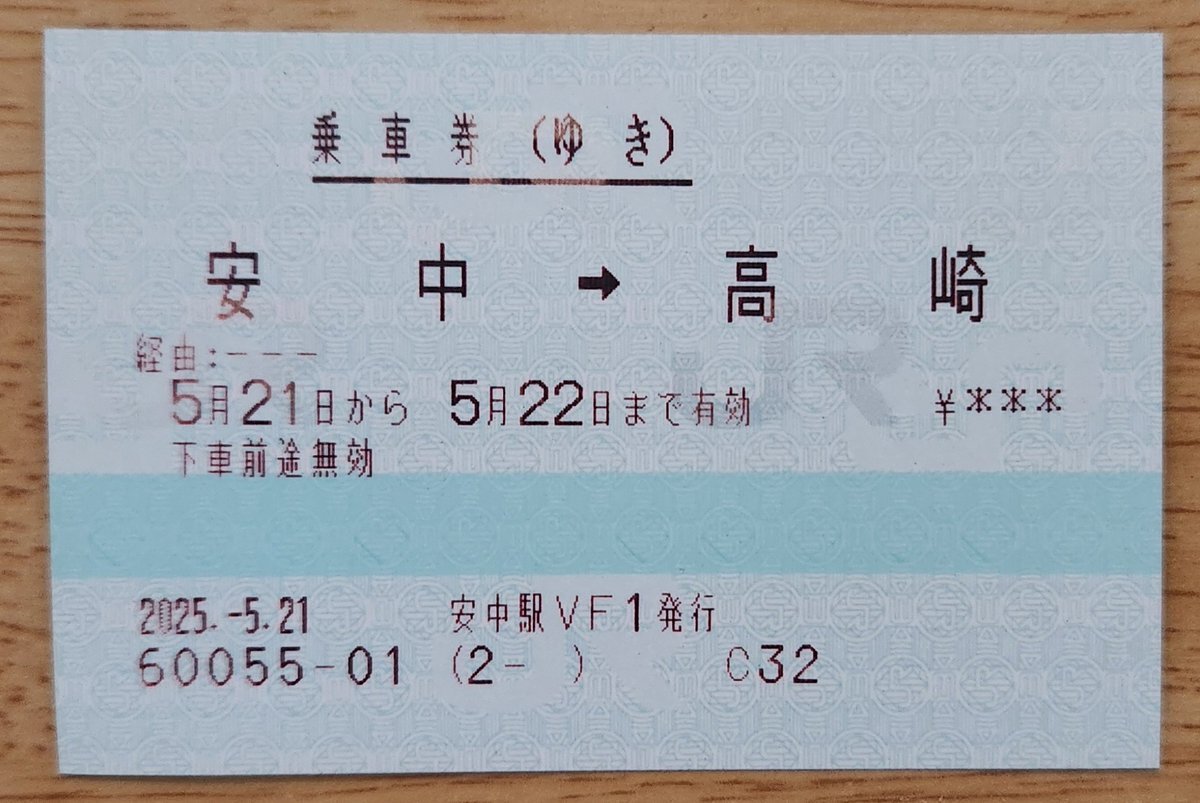 乗車券(ゆき)
安中→高崎
経由:---
5月21日から 5月22日まで有効 ¥***
下車前途無効
2025.-5.21 安中駅VF1発行
60055-01 (2- ) C32